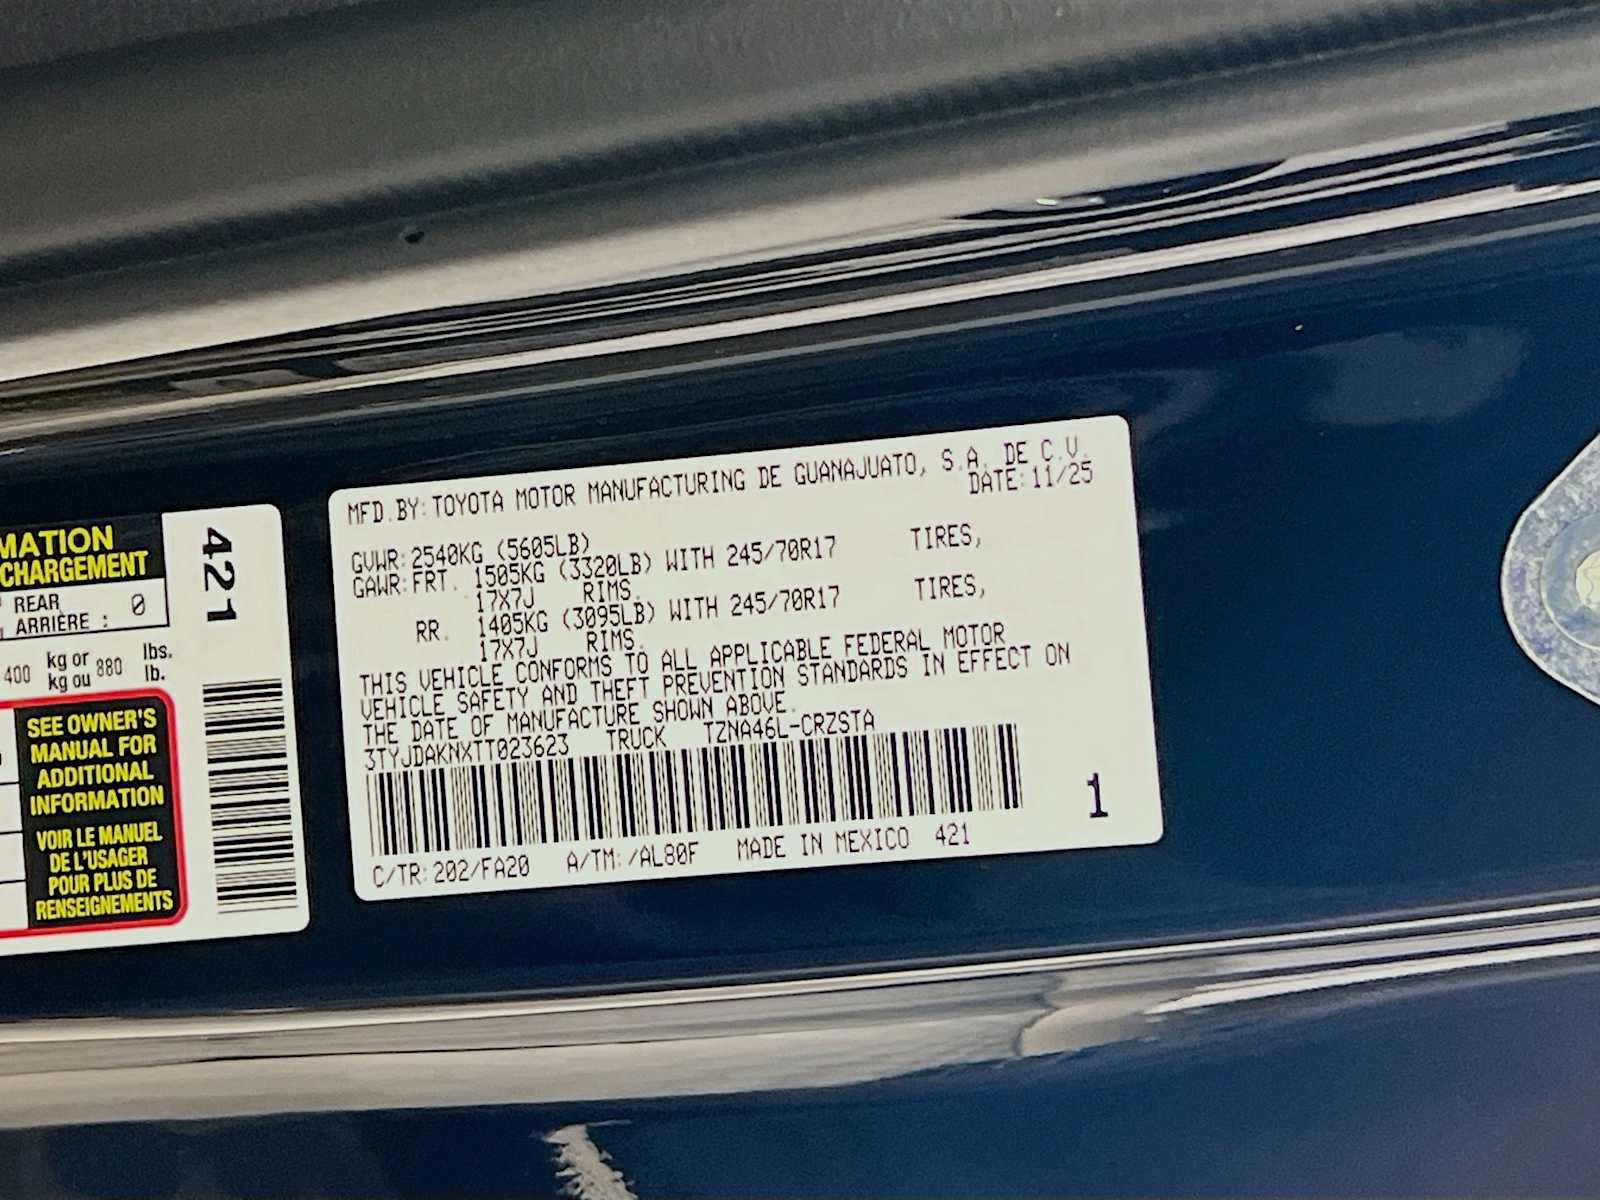 MATION
CHARGEMENT
REAR
ARRIÈRE : 0
400 kg or 880 lbs.
kg ou lb.
SEE OWNER'S
MANUAL FOR
ADDITIONAL
INFORMATION
VOIR LE MANUEL
DE L'USAGER
POUR PLUS DE
RENSEIGNEMENTS
421
MFD.BY:TOYOTA MOTOR MANUFACTURING DE GUANAJUATO, S.A. DE C.V.
DATE:11/25
GVWR:2540KG (5605LB)
GAWR:FRT. 1505KG (3320LB) WITH 245/70R17 TIRES,
17X7J RIMS.
RR. 1405KG (3095LB) WITH 245/70R17 TIRES,
17X7J RIMS.
THIS VEHICLE CONFORMS TO ALL APPLICABLE FEDERAL MOTOR
VEHICLE SAFETY AND THEFT PREVENTION STANDARDS IN EFFECT ON
THE DATE OF MANUFACTURE SHOWN ABOVE.
3TYJDAKNXTT023623 TRUCK TZNA46L-CRZSTA
1
C/TR:202/FA20 A/TM:/AL80F MADE IN MEXICO 421